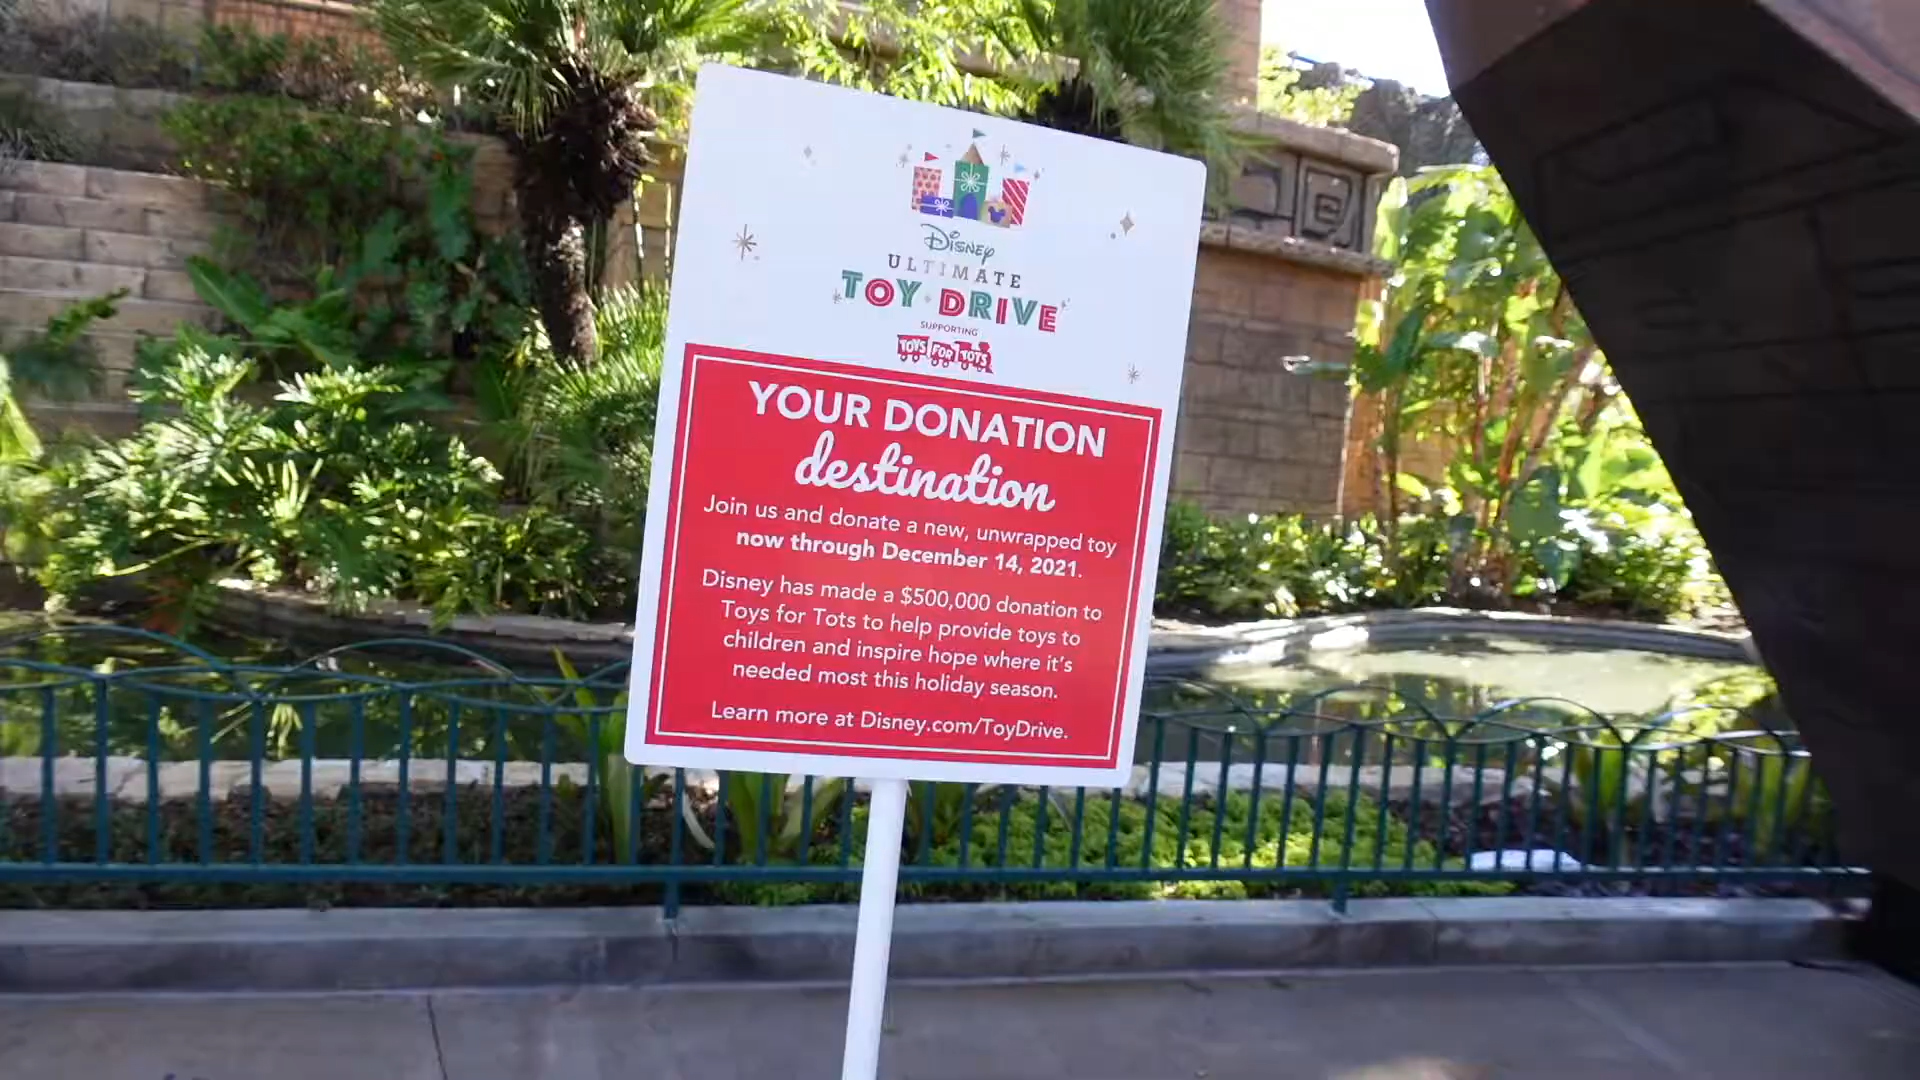 Disney
ULTIMATE
TOY DRIVE
SUPPORTING
TOYS FOR TOTS
YOUR DONATION
destination
Join us and donate a new, unwrapped toy
now through December 14, 2021.
Disney has made a $500,000 donation to
Toys for Tots to help provide toys to
children and inspire hope where it's
needed most this holiday season.
Learn more at Disney.com/ToyDrive.